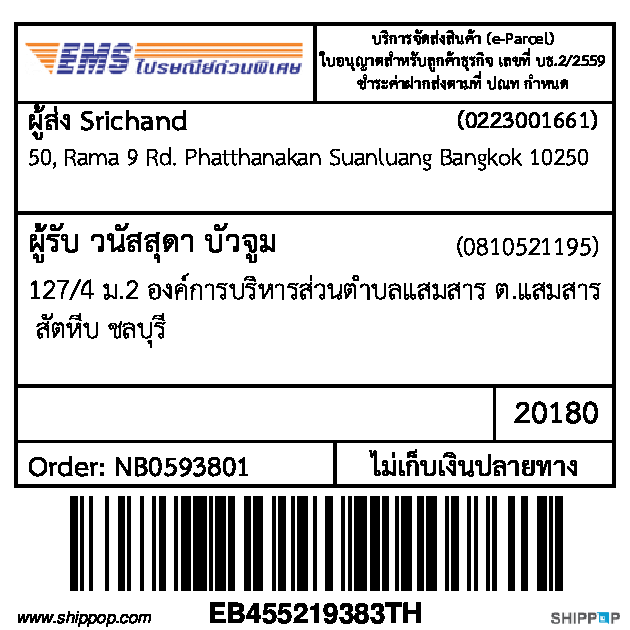 EMS ไปรษณีย์ด่วนพิเศษ
บริการจัดส่งสินค้า (e-Parcel)
ใบอนุญาตสำหรับลูกค้าธุรกิจ เลขที่ บธ.2/2559
ชำระค่าฝากส่งตามที่ ปณท กำหนด
ผู้ส่ง Srichand (0223001661)
50, Rama 9 Rd. Phatthanakan Suanluang Bangkok 10250
ผู้รับ วนัสสุดา บัวจูม (0810521195)
127/4 ม.2 องค์การบริหารส่วนตำบลแสมสาร ต.แสมสาร
สัตหีบ ชลบุรี
20180
Order: NB0593801 ไม่เก็บเงินปลายทาง
www.shippop.com EB455219383TH SHIPPOP